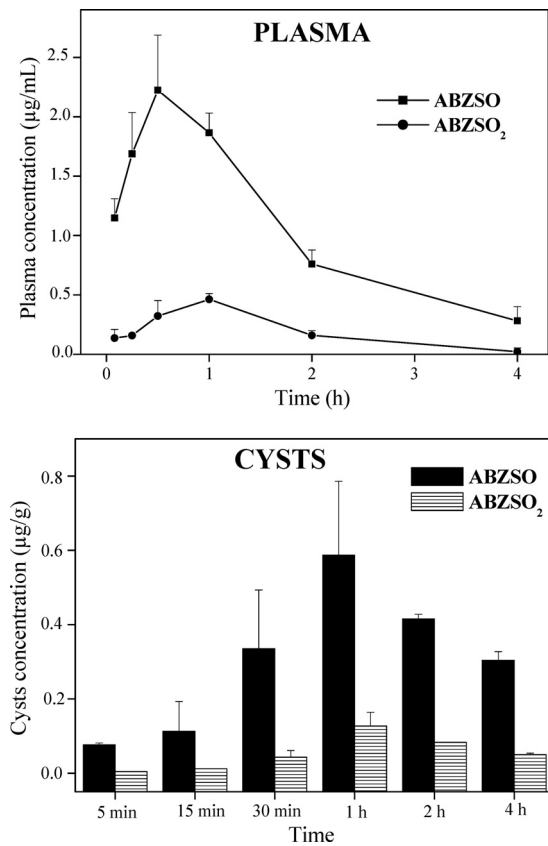 PLASMA
Plasma concentration (µg/mL)
2.5
2.0
1.5
1.0
0.5
0.0
ABZSO
ABZSO₂
0 1 2 3 4
Time (h)
CYSTS
Cysts concentration (µg/g)
0.8
0.6
0.4
0.2
0.0
ABZSO
ABZSO₂
5 min 15 min 30 min 1 h 2 h 4 h
Time